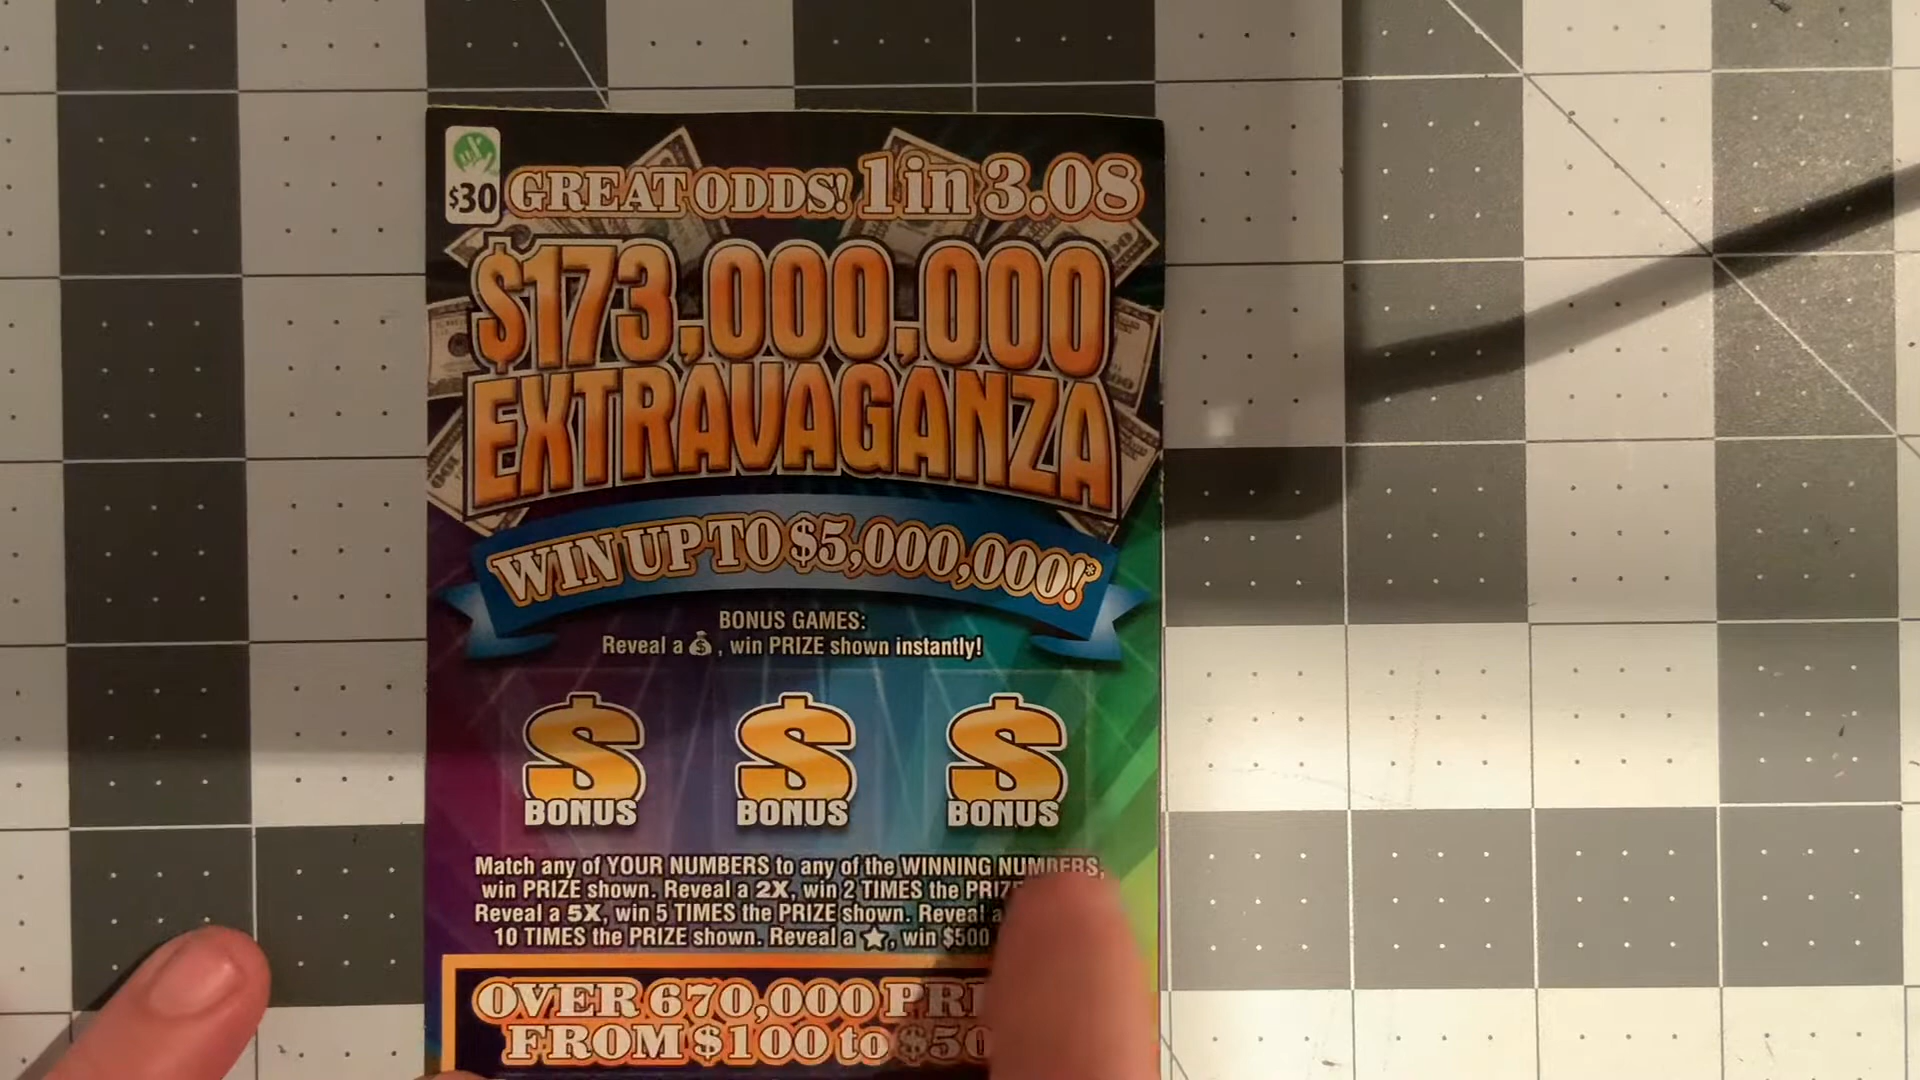 $30
GREAT ODDS! 1 in 3.08
$173,000,000
EXTRAVAGANZA
WIN UP TO $5,000,000!*
BONUS GAMES:
Reveal a , win PRIZE shown instantly!
$ $ $
BONUS BONUS BONUS
Match any of YOUR NUMBERS to any of the WINNING NUMBERS,
win PRIZE shown. Reveal a 2X, win 2 TIMES the
Reveal a 5X, win 5 TIMES the PRIZE shown. Reveal a
10 TIMES the PRIZE shown. Reveal a , win $500
OVER 670,000
FROM $100 to